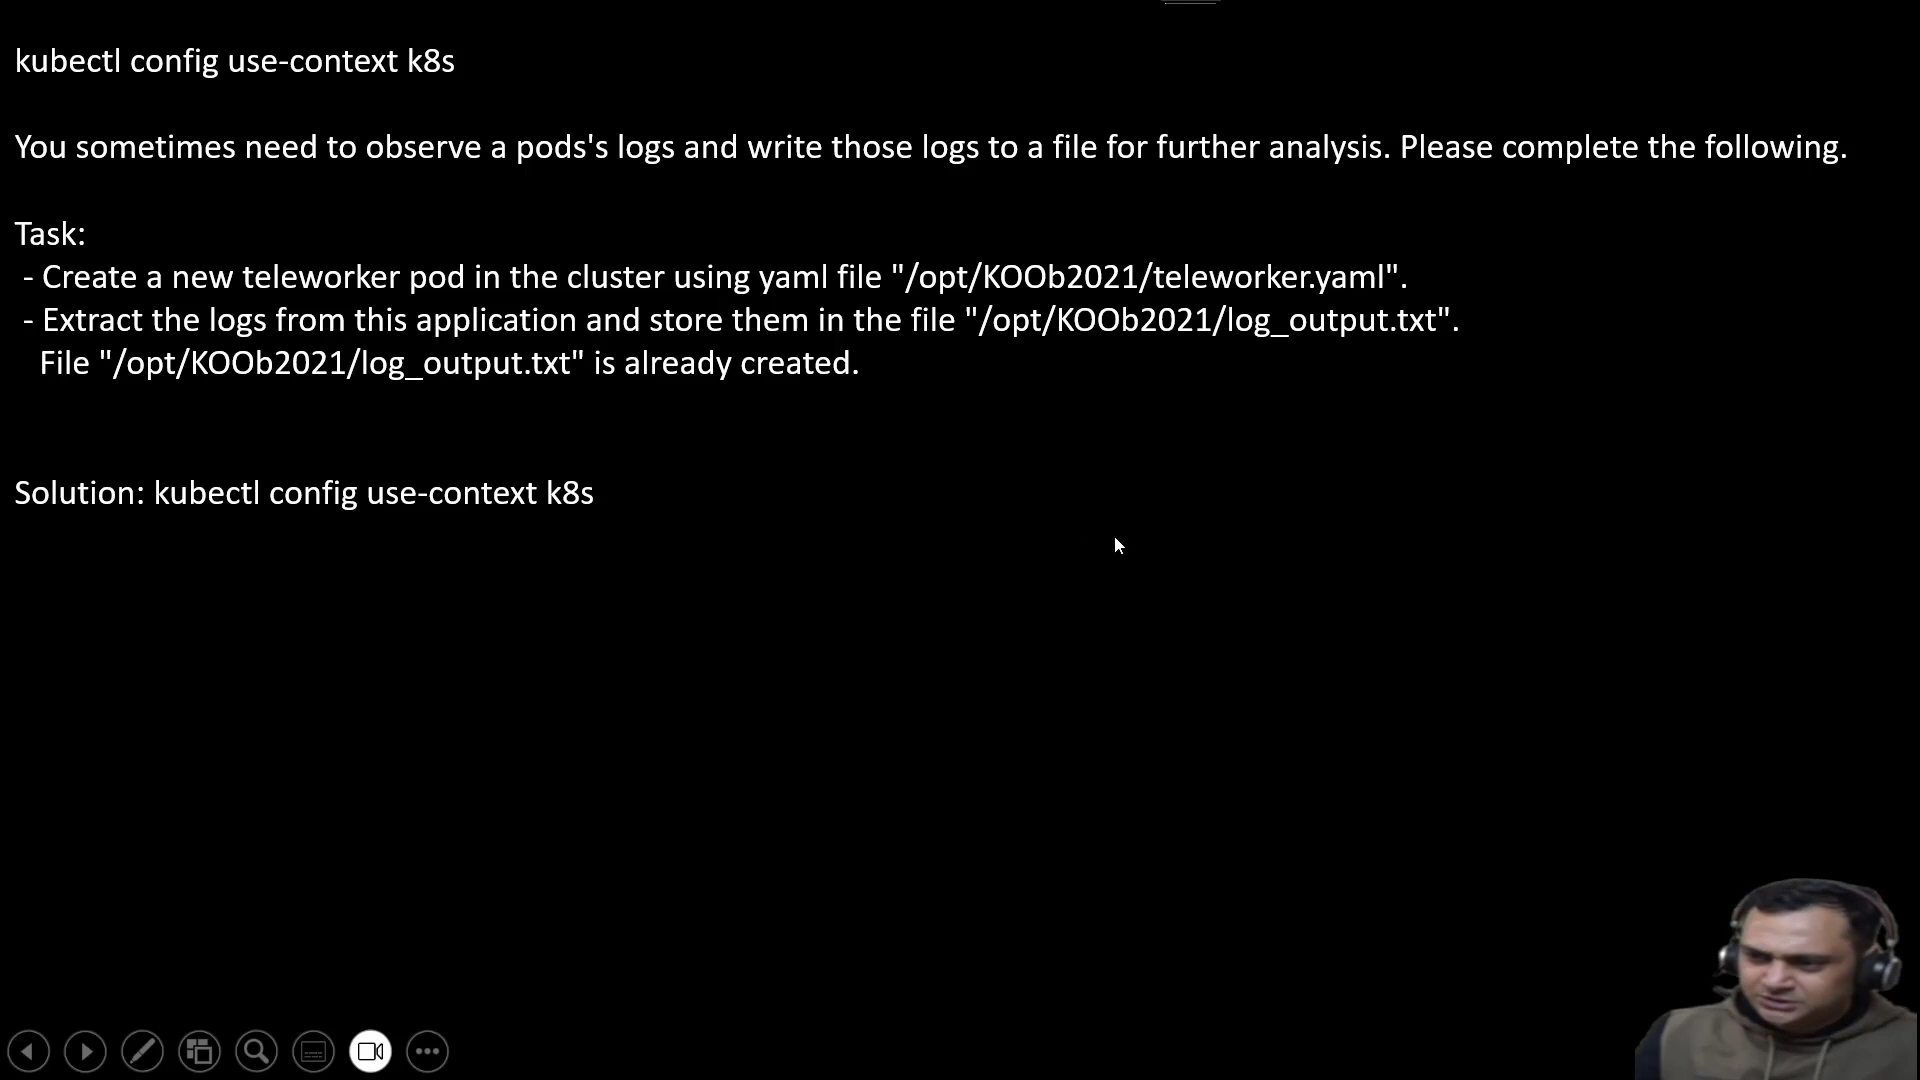 kubectl config use-context k8s
You sometimes need to observe a pods's logs and write those logs to a file for further analysis. Please complete the following.
Task:
- Create a new teleworker pod in the cluster using yaml file "/opt/KOOb2021/teleworker.yaml".
- Extract the logs from this application and store them in the file "/opt/KOOb2021/log_output.txt".
File "/opt/KOOb2021/log_output.txt" is already created.
Solution: kubectl config use-context k8s